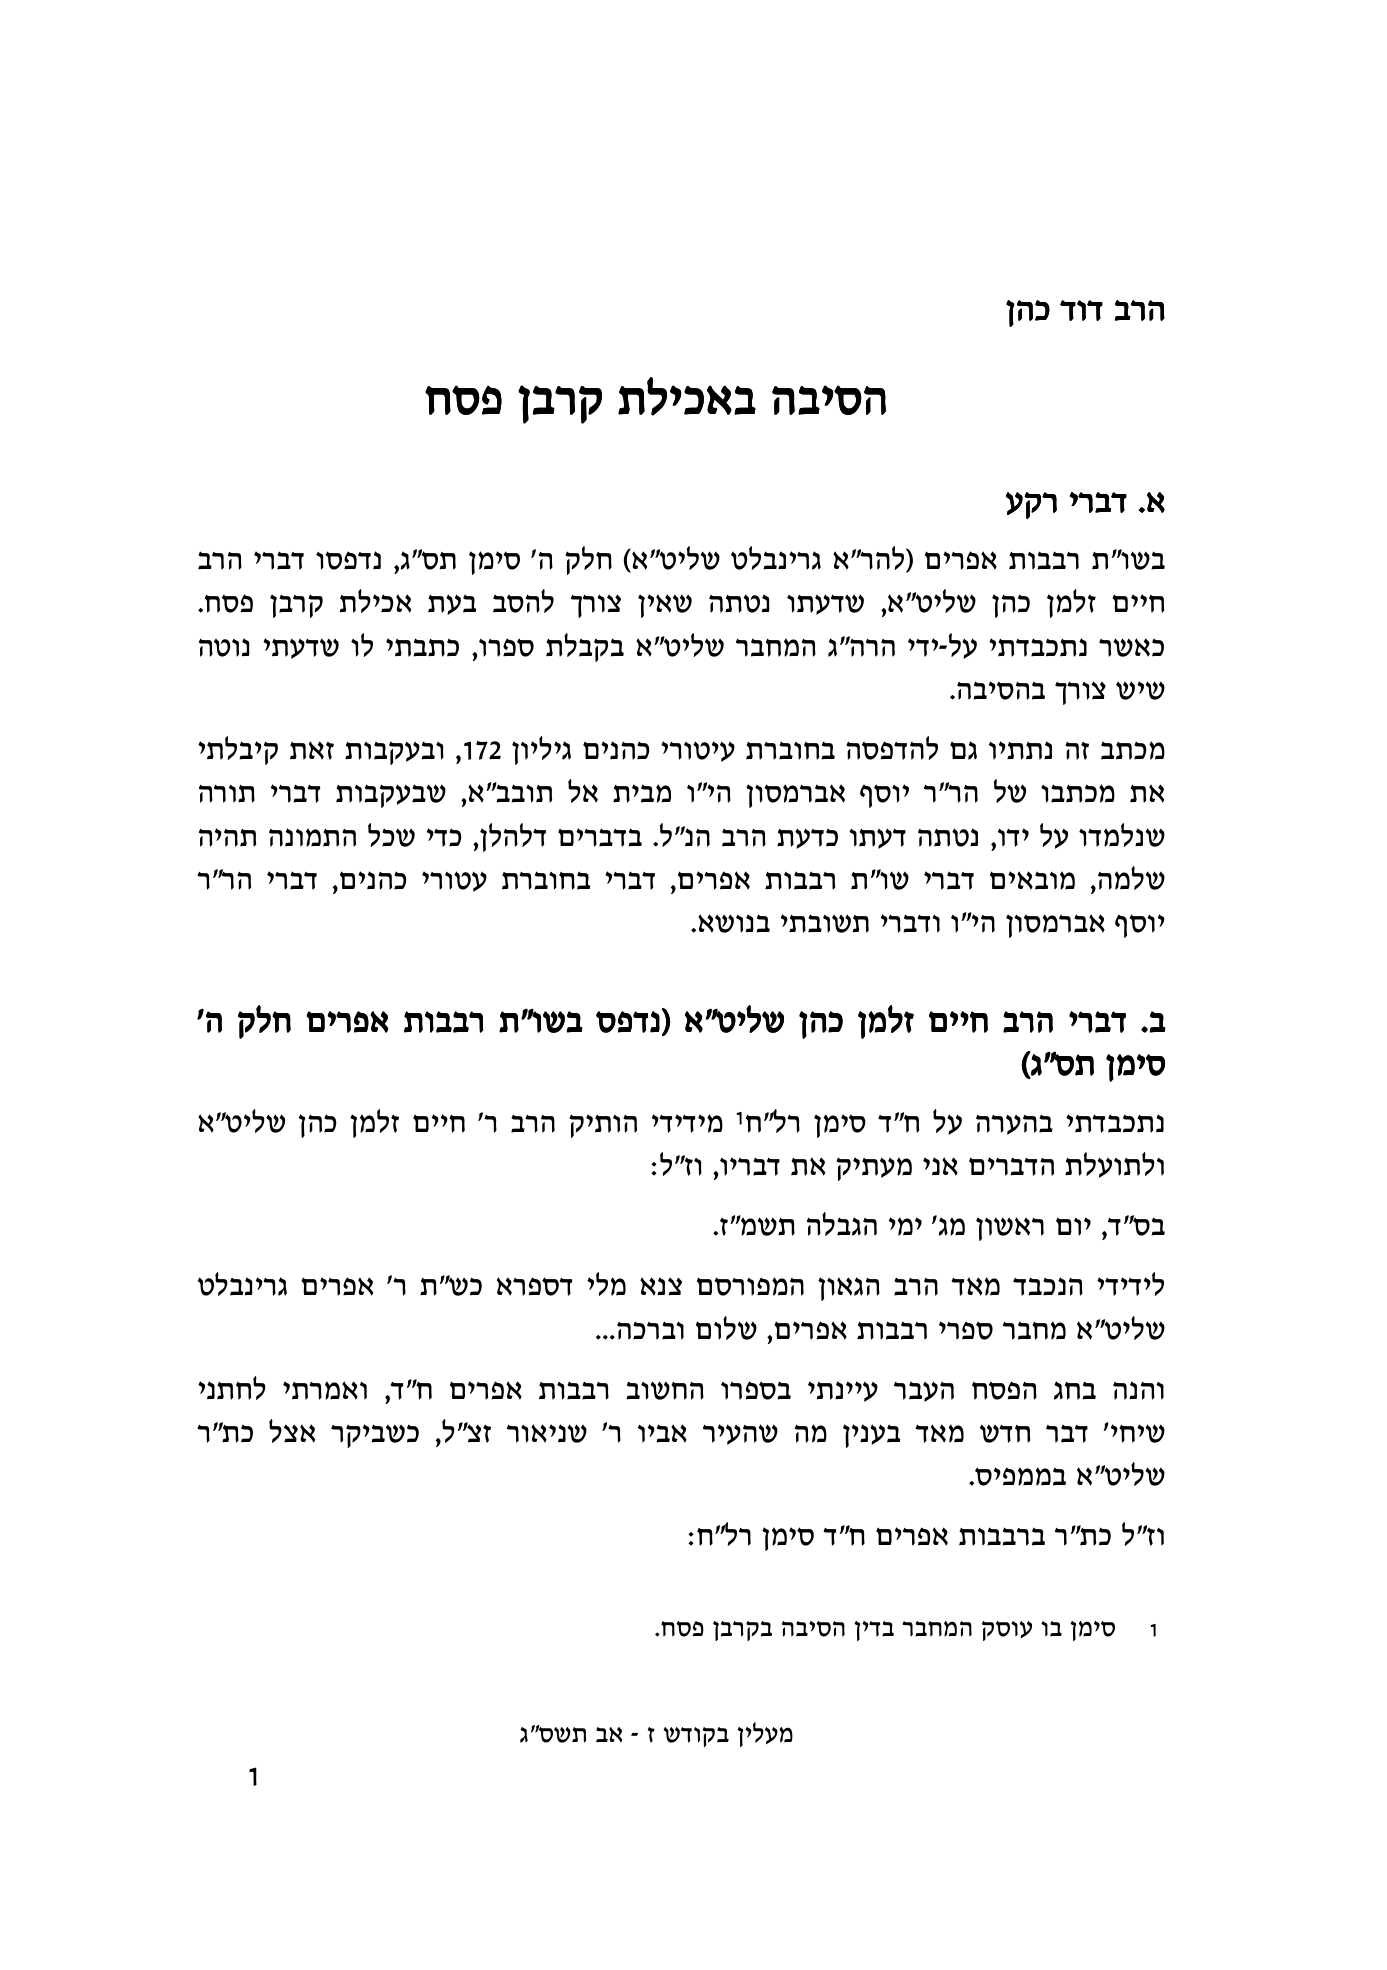 הרב דוד כהן
הסיבה באכילת קרבן פסח
א. דברי רקע
בשו"ת רבבות אפרים (להר"א גרינבלט שליט"א) חלק ה' סימן תס"ג, נדפסו דברי הרב
חיים זלמן כהן שליט"א, שדעתו נטתה שאין צורך להסב בעת אכילת קרבן פסח.
כאשר נתכבדתי על-ידי הרה"ג המחבר שליט"א בקבלת ספרו, כתבתי לו שדעתי נוטה
שיש צורך בהסיבה.
מכתב זה נתתיו גם להדפסה בחוברת עיטורי כהנים גיליון 172, ובעקבות זאת קיבלתי
את מכתבו של הר"ר יוסף אברמסון הי"ו מבית אל תובב"א, שבעקבות דברי תורה
שנלמדו על ידו, נטתה דעתו כדעת הרב הנ"ל. בדברים דלהלן, כדי שכל התמונה תהיה
שלמה, מובאים דברי שו"ת רבבות אפרים, דברי בחוברת עטורי כהנים, דברי הר"ר
יוסף אברמסון הי"ו ודברי תשובתי בנושא.
ב. דברי הרב חיים זלמן כהן שליט"א (נדפס בשו"ת רבבות אפרים חלק ה'
סימן תס"ג)
נתכבדתי בהערה על ח"ד סימן רל"ח1 מידידי הותיק הרב ר' חיים זלמן כהן שליט"א
ולתועלת הדברים אני מעתיק את דבריו, וז"ל:
בס"ד, יום ראשון מג' ימי הגבלה תשמ"ז.
לידידי הנכבד מאד הרב הגאון המפורסם צנא מלי דספרא כש"ת ר' אפרים גרינבלט
שליט"א מחבר ספרי רבבות אפרים, שלום וברכה...
והנה בחג הפסח העבר עיינתי בספרו החשוב רבבות אפרים ח"ד, ואמרתי לחתני
שיחי' דבר חדש מאד בענין מה שהעיר אביו ר' שניאור זצ"ל, כשביקר אצל כת"ר
שליט"א בממפיס.
וז"ל כת"ר ברבבות אפרים ח"ד סימן רל"ח:
1 סימן בו עוסק המחבר בדין הסיבה בקרבן פסח.
מעלין בקודש ז - אב תשס"ג
1